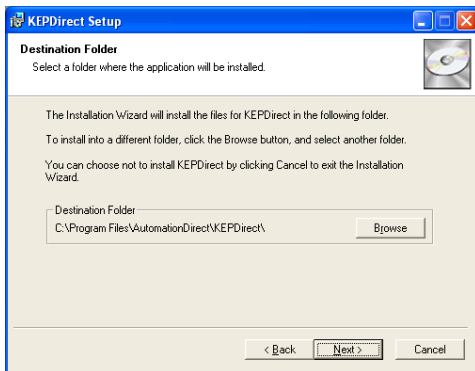 KEPDirect Setup
Destination Folder
Select a folder where the application will be installed.
The Installation Wizard will install the files for KEPDirect in the following folder.
To install into a different folder, click the Browse button, and select another folder.
You can choose not to install KEPDirect by clicking Cancel to exit the Installation
Wizard.
Destination Folder
C:\Program Files\AutomationDirect\KEPDirect\
Browse
< Back
Next >
Cancel